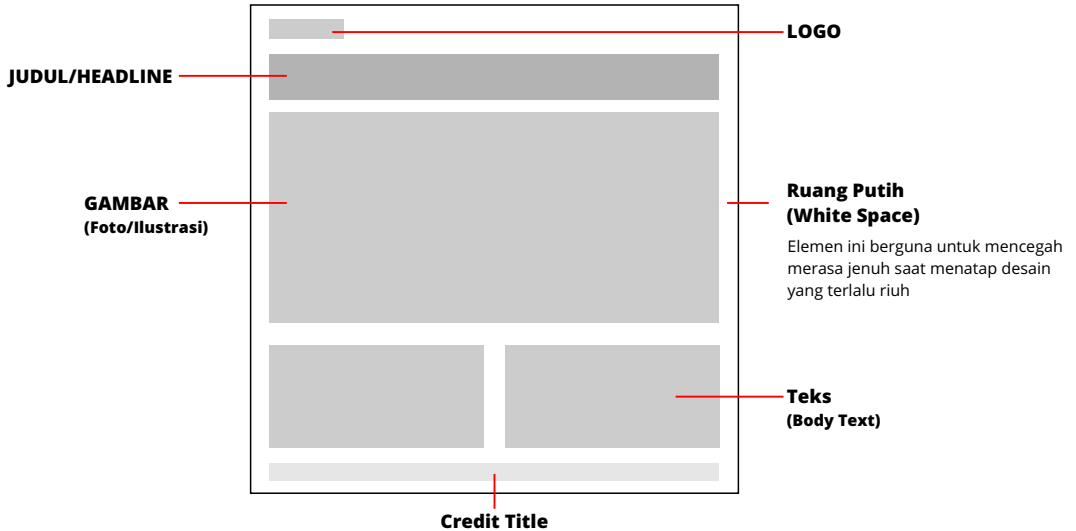 LOGO
JUDUL/HEADLINE
GAMBAR
(Foto/Ilustrasi)
Ruang Putih
(White Space)
Elemen ini berguna untuk mencegah
merasa jenuh saat menatap desain
yang terlalu riuh
Teks
(Body Text)
Credit Title